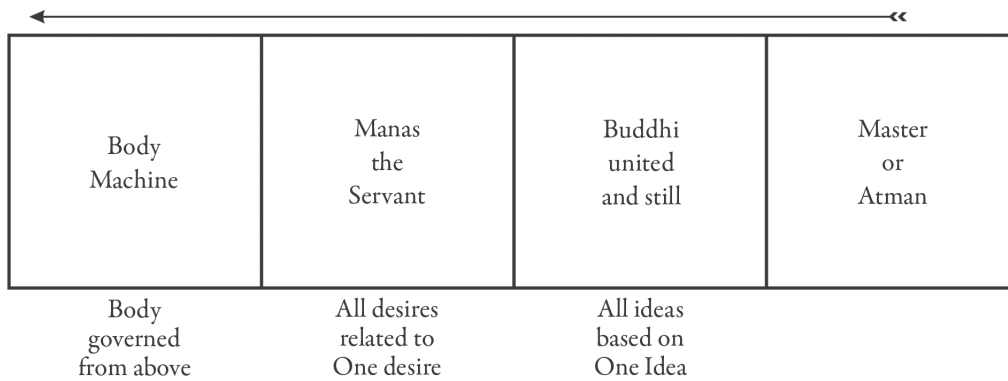 Body
Machine
Manas
the
Servant
Buddhi
united
and still
Master
or
Atman
Body
governed
from above
All desires
related to
One desire
All ideas
based on
One Idea